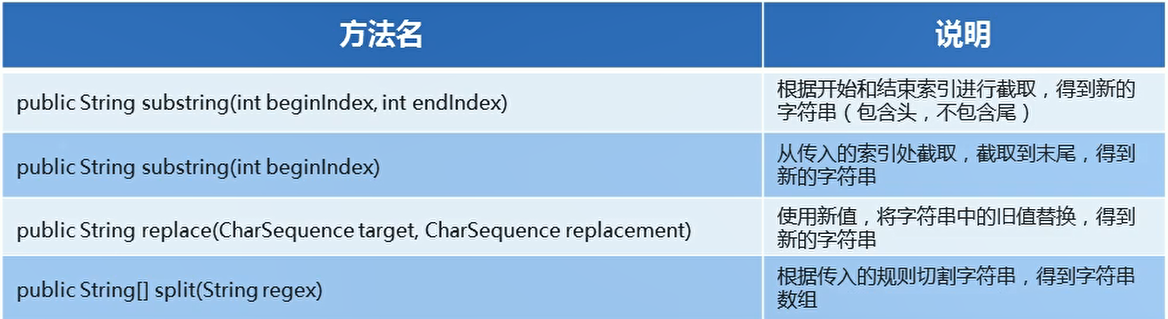 方法名
说明
public String substring(int beginIndex, int endIndex)
根据开始和结束索引进行截取，得到新的
字符串（包含头，不包含尾）
public String substring(int beginIndex)
从传入的索引处截取，截取到末尾，得到
新的字符串
public String replace(CharSequence target, CharSequence replacement)
使用新值，将字符串中的旧值替换，得到
新的字符串
public String[] split(String regex)
根据传入的规则切割字符串，得到字符串
数组